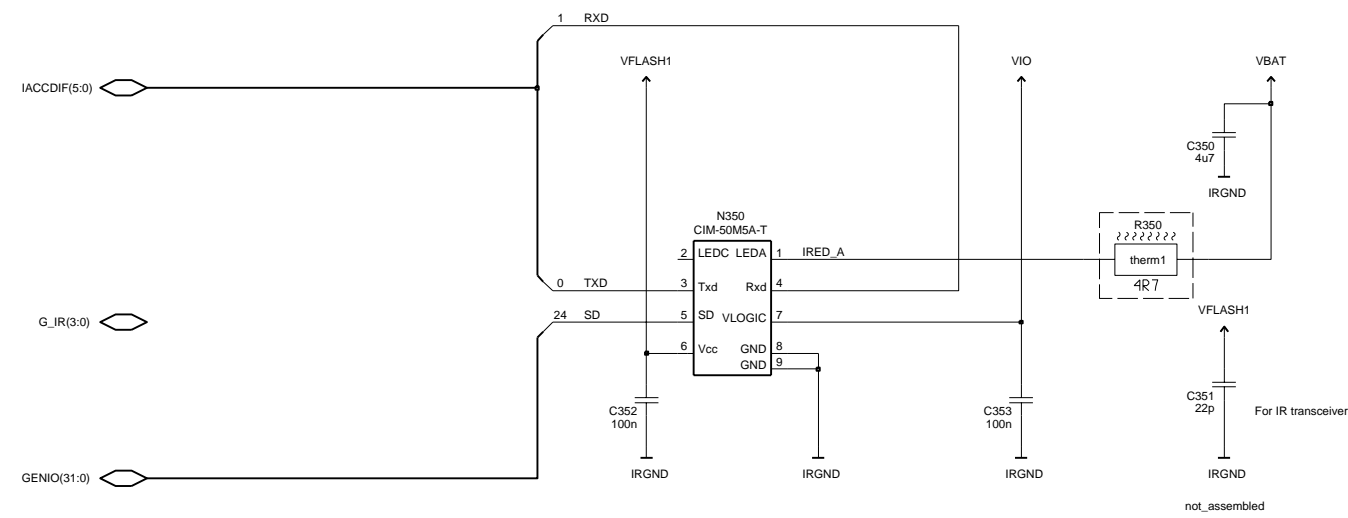 1 RXD
VFLASH1
VIO
VBAT
IACCDIF(5:0)
C350
4u7
IRGND
N350
CIM-50M5A-T
R350
therm1
4R7
2 LEDC LEDA 1 IRED_A
0 TXD 3 Txd Rxd 4
24 SD 5 SD VLOGIC 7
6 Vcc GND 8
GND 9
G_IR(3:0)
VFLASH1
C352
100n
C353
100n
C351
22p
For IR transceiver
GENIO(31:0)
IRGND
IRGND
IRGND
IRGND
not_assembled